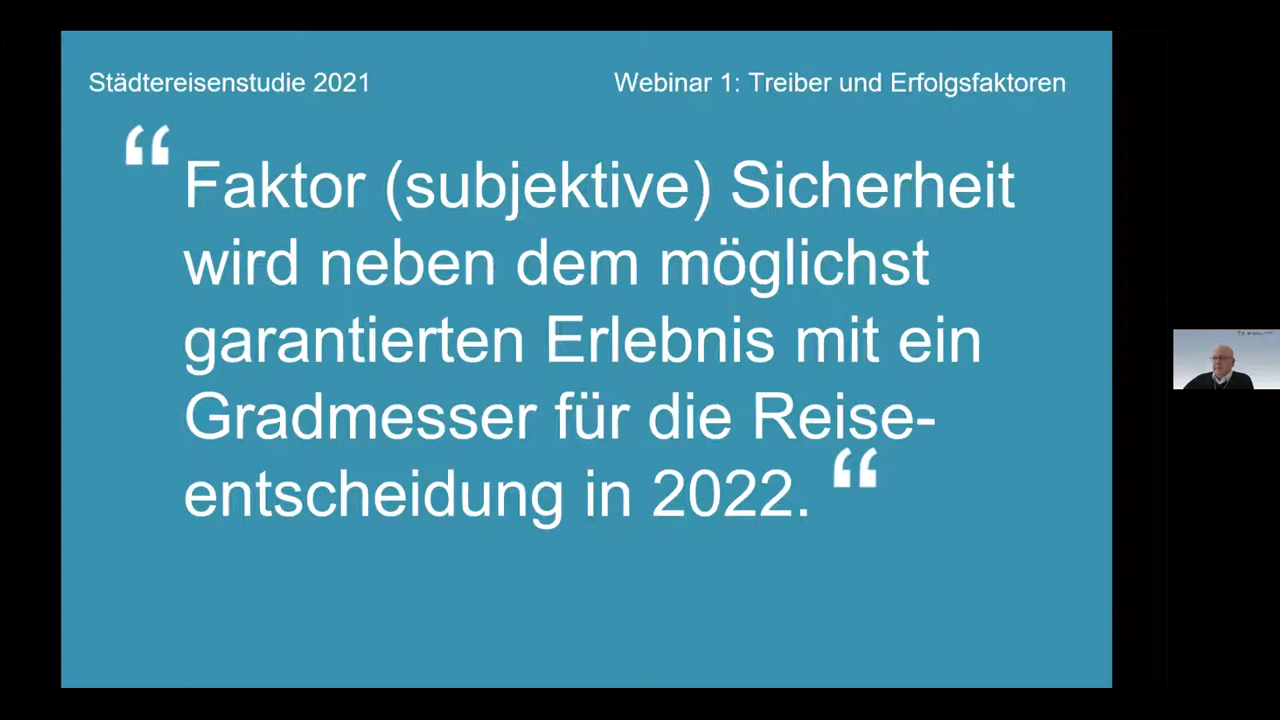 Städtereisenstudie 2021
Webinar 1: Treiber und Erfolgsfaktoren
“ Faktor (subjektive) Sicherheit
wird neben dem möglichst
garantierten Erlebnis mit ein
Gradmesser für die Reise-
entscheidung in 2022. “